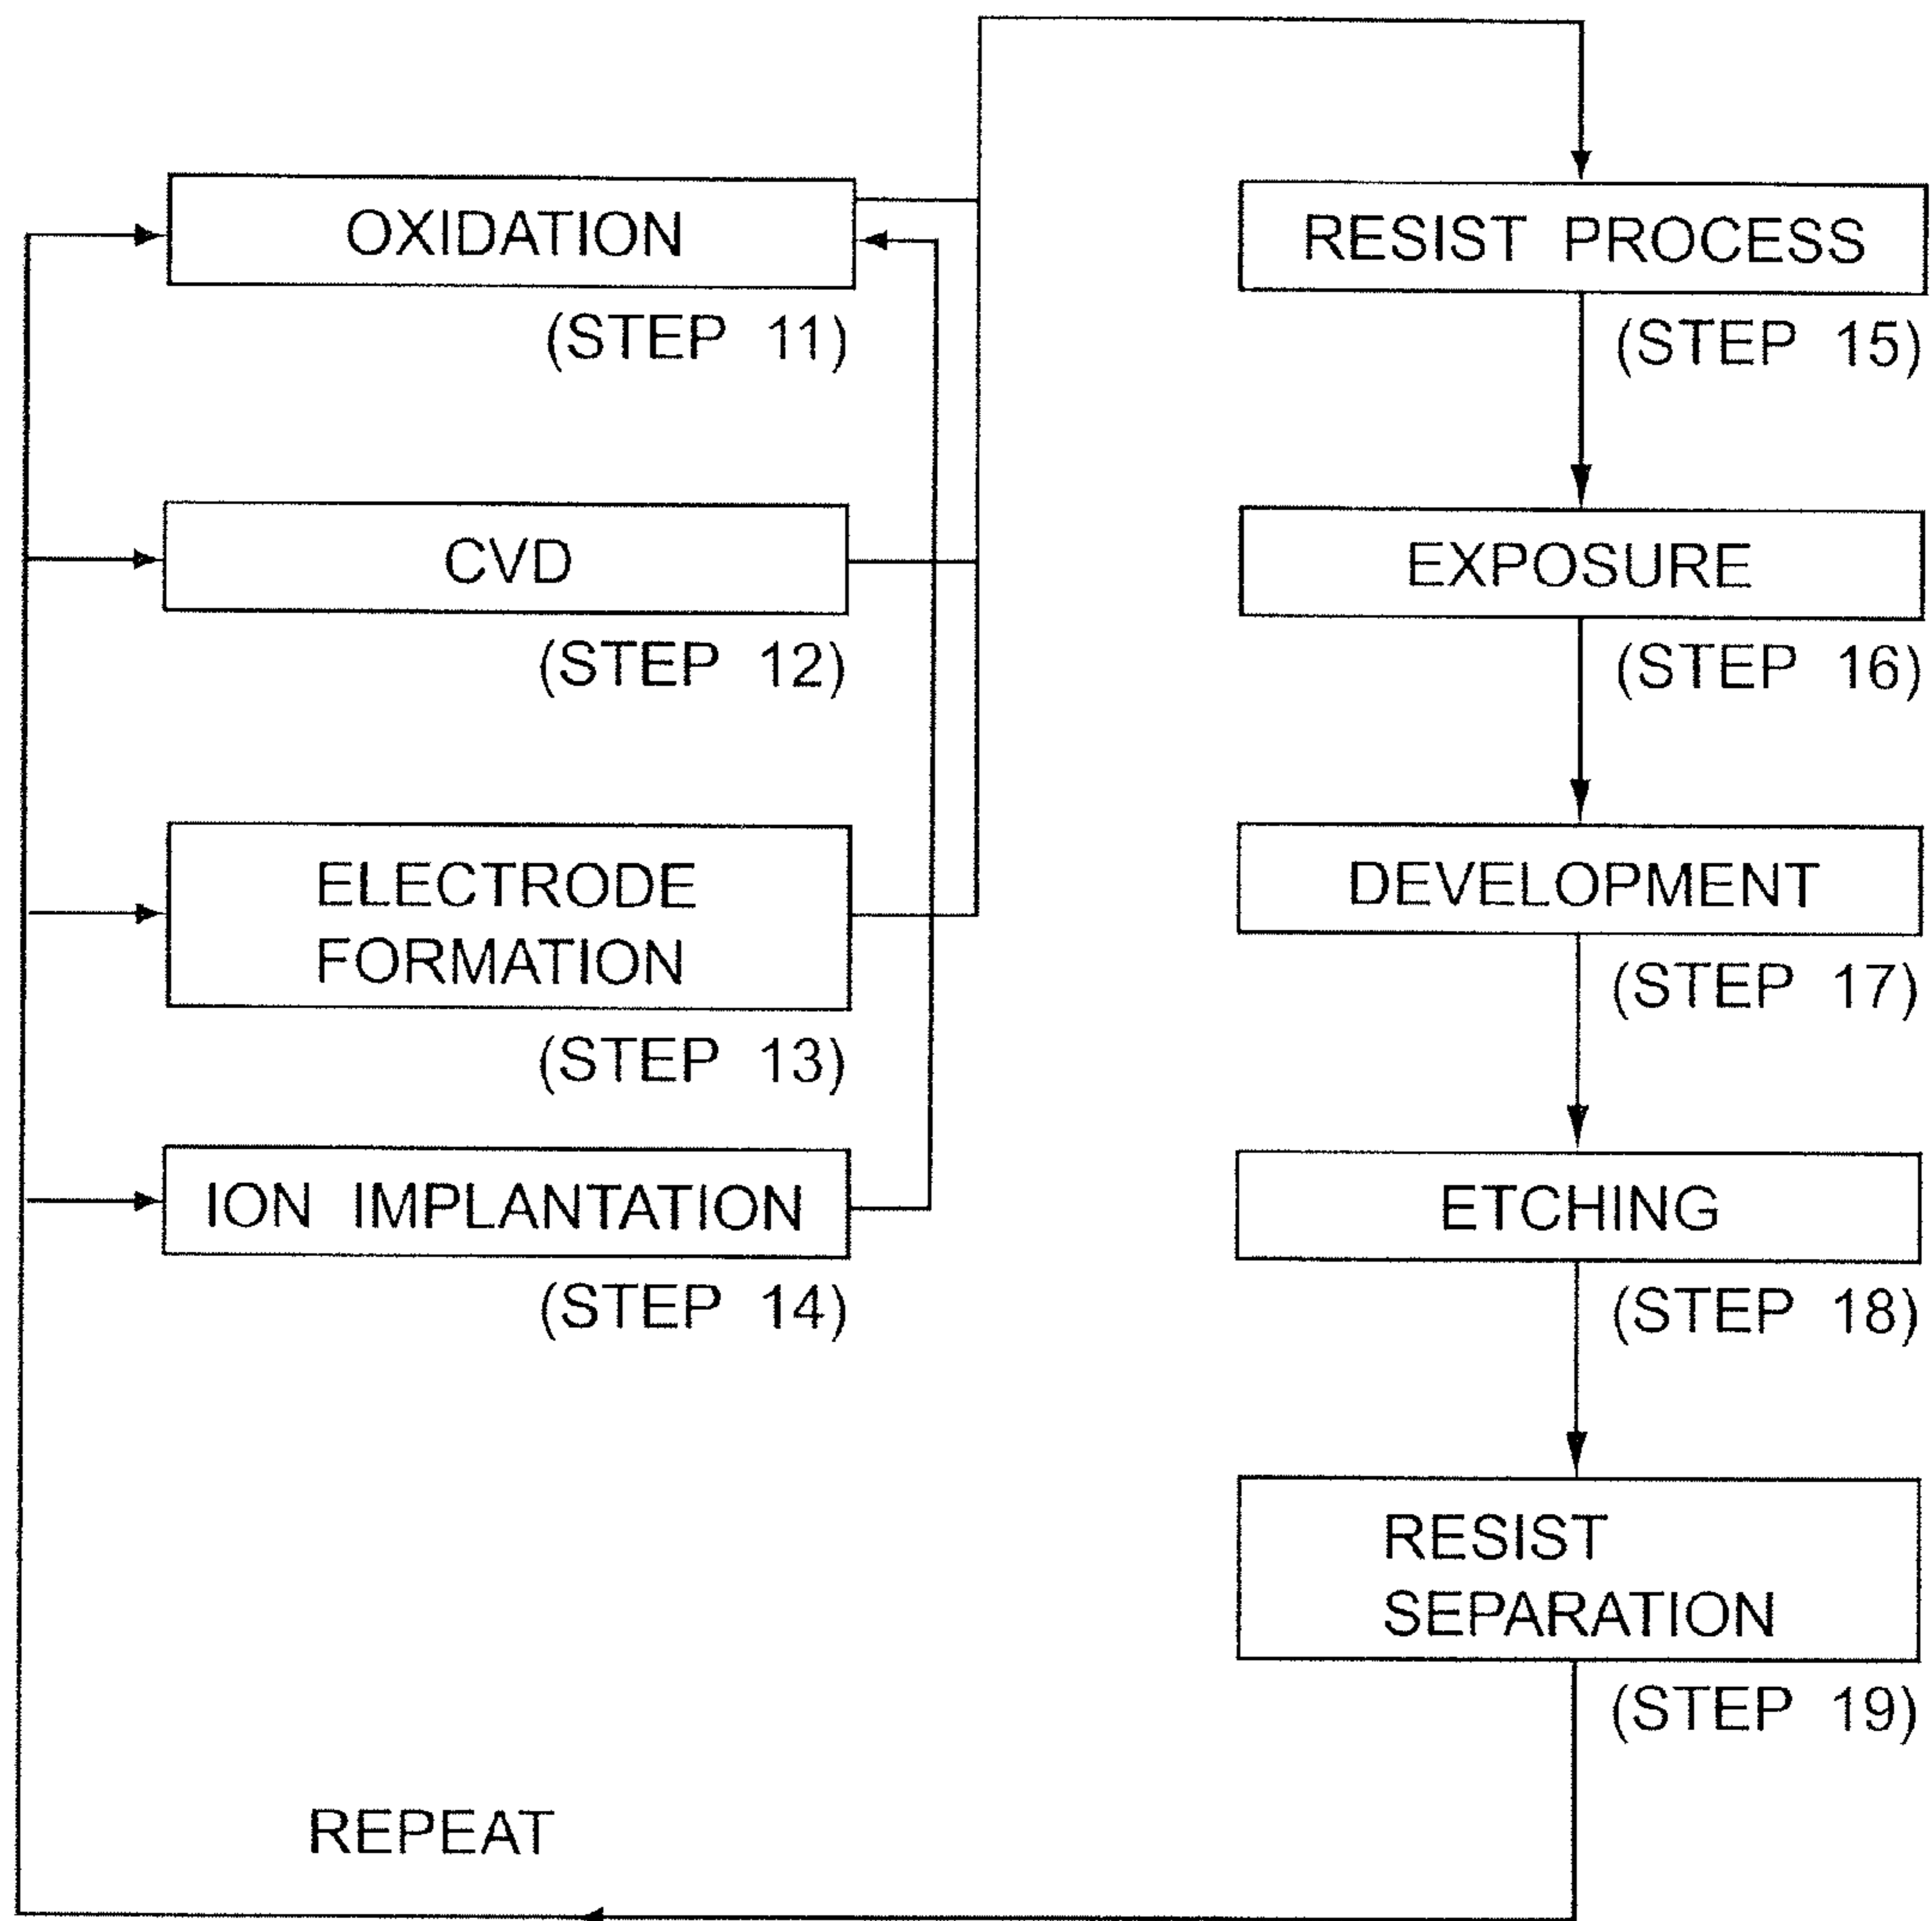 OXIDATION
(STEP 11)
CVD
(STEP 12)
ELECTRODE
FORMATION
(STEP 13)
ION IMPLANTATION
(STEP 14)
RESIST PROCESS
(STEP 15)
EXPOSURE
(STEP 16)
DEVELOPMENT
(STEP 17)
ETCHING
(STEP 18)
RESIST
SEPARATION
(STEP 19)
REPEAT